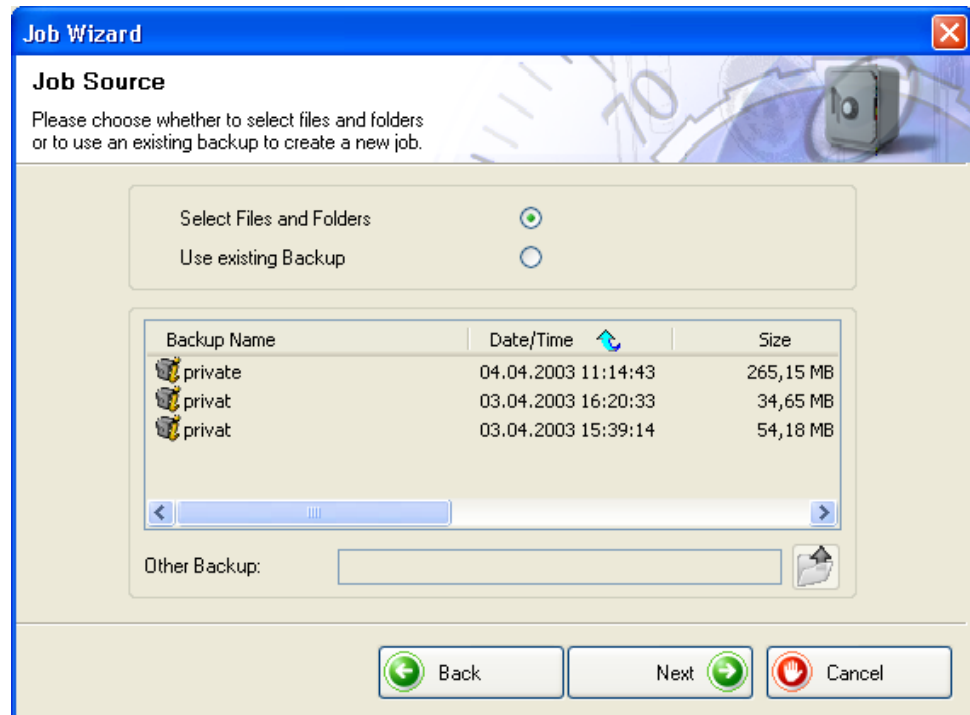 Job Wizard
Job Source
Please choose whether to select files and folders
or to use an existing backup to create a new job.
70
Select Files and Folders
Use existing Backup
Backup Name Date/Time Size
private 04.04.2003 11:14:43 265,15 MB
privat 03.04.2003 16:20:33 34,65 MB
privat 03.04.2003 15:39:14 54,18 MB
Other Backup:
Back Next Cancel